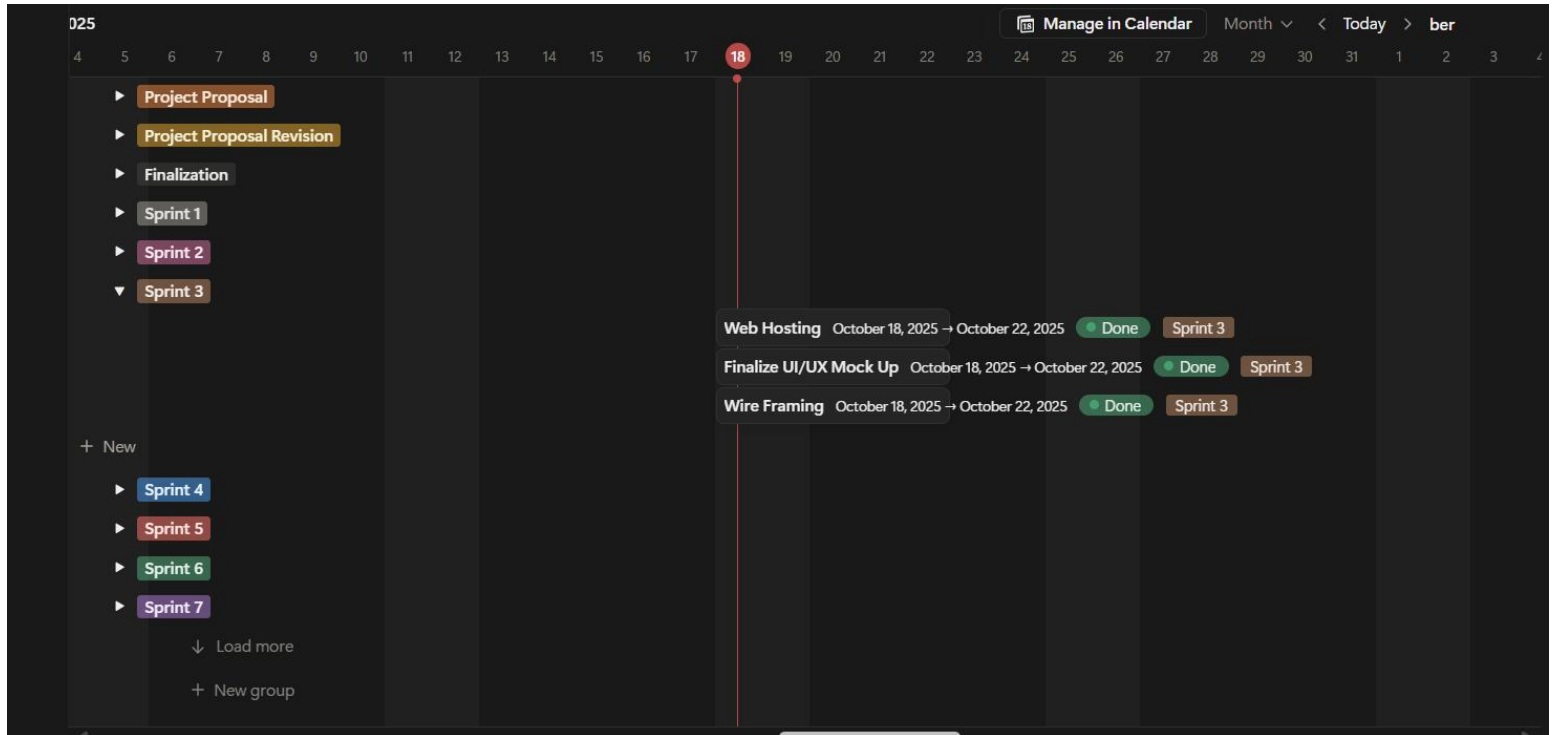 025 Manage in Calendar Month Today ber
4 5 6 7 8 9 10 11 12 13 14 15 16 17 18 19 20 21 22 23 24 25 26 27 28 29 30 31 1 2 3 4
Project Proposal
Project Proposal Revision
Finalization
Sprint 1
Sprint 2
Sprint 3
Web Hosting October 18, 2025 → October 22, 2025 Done Sprint 3
Finalize UI/UX Mock Up October 18, 2025 → October 22, 2025 Done Sprint 3
Wire Framing October 18, 2025 → October 22, 2025 Done Sprint 3
+ New
Sprint 4
Sprint 5
Sprint 6
Sprint 7
↓ Load more
+ New group